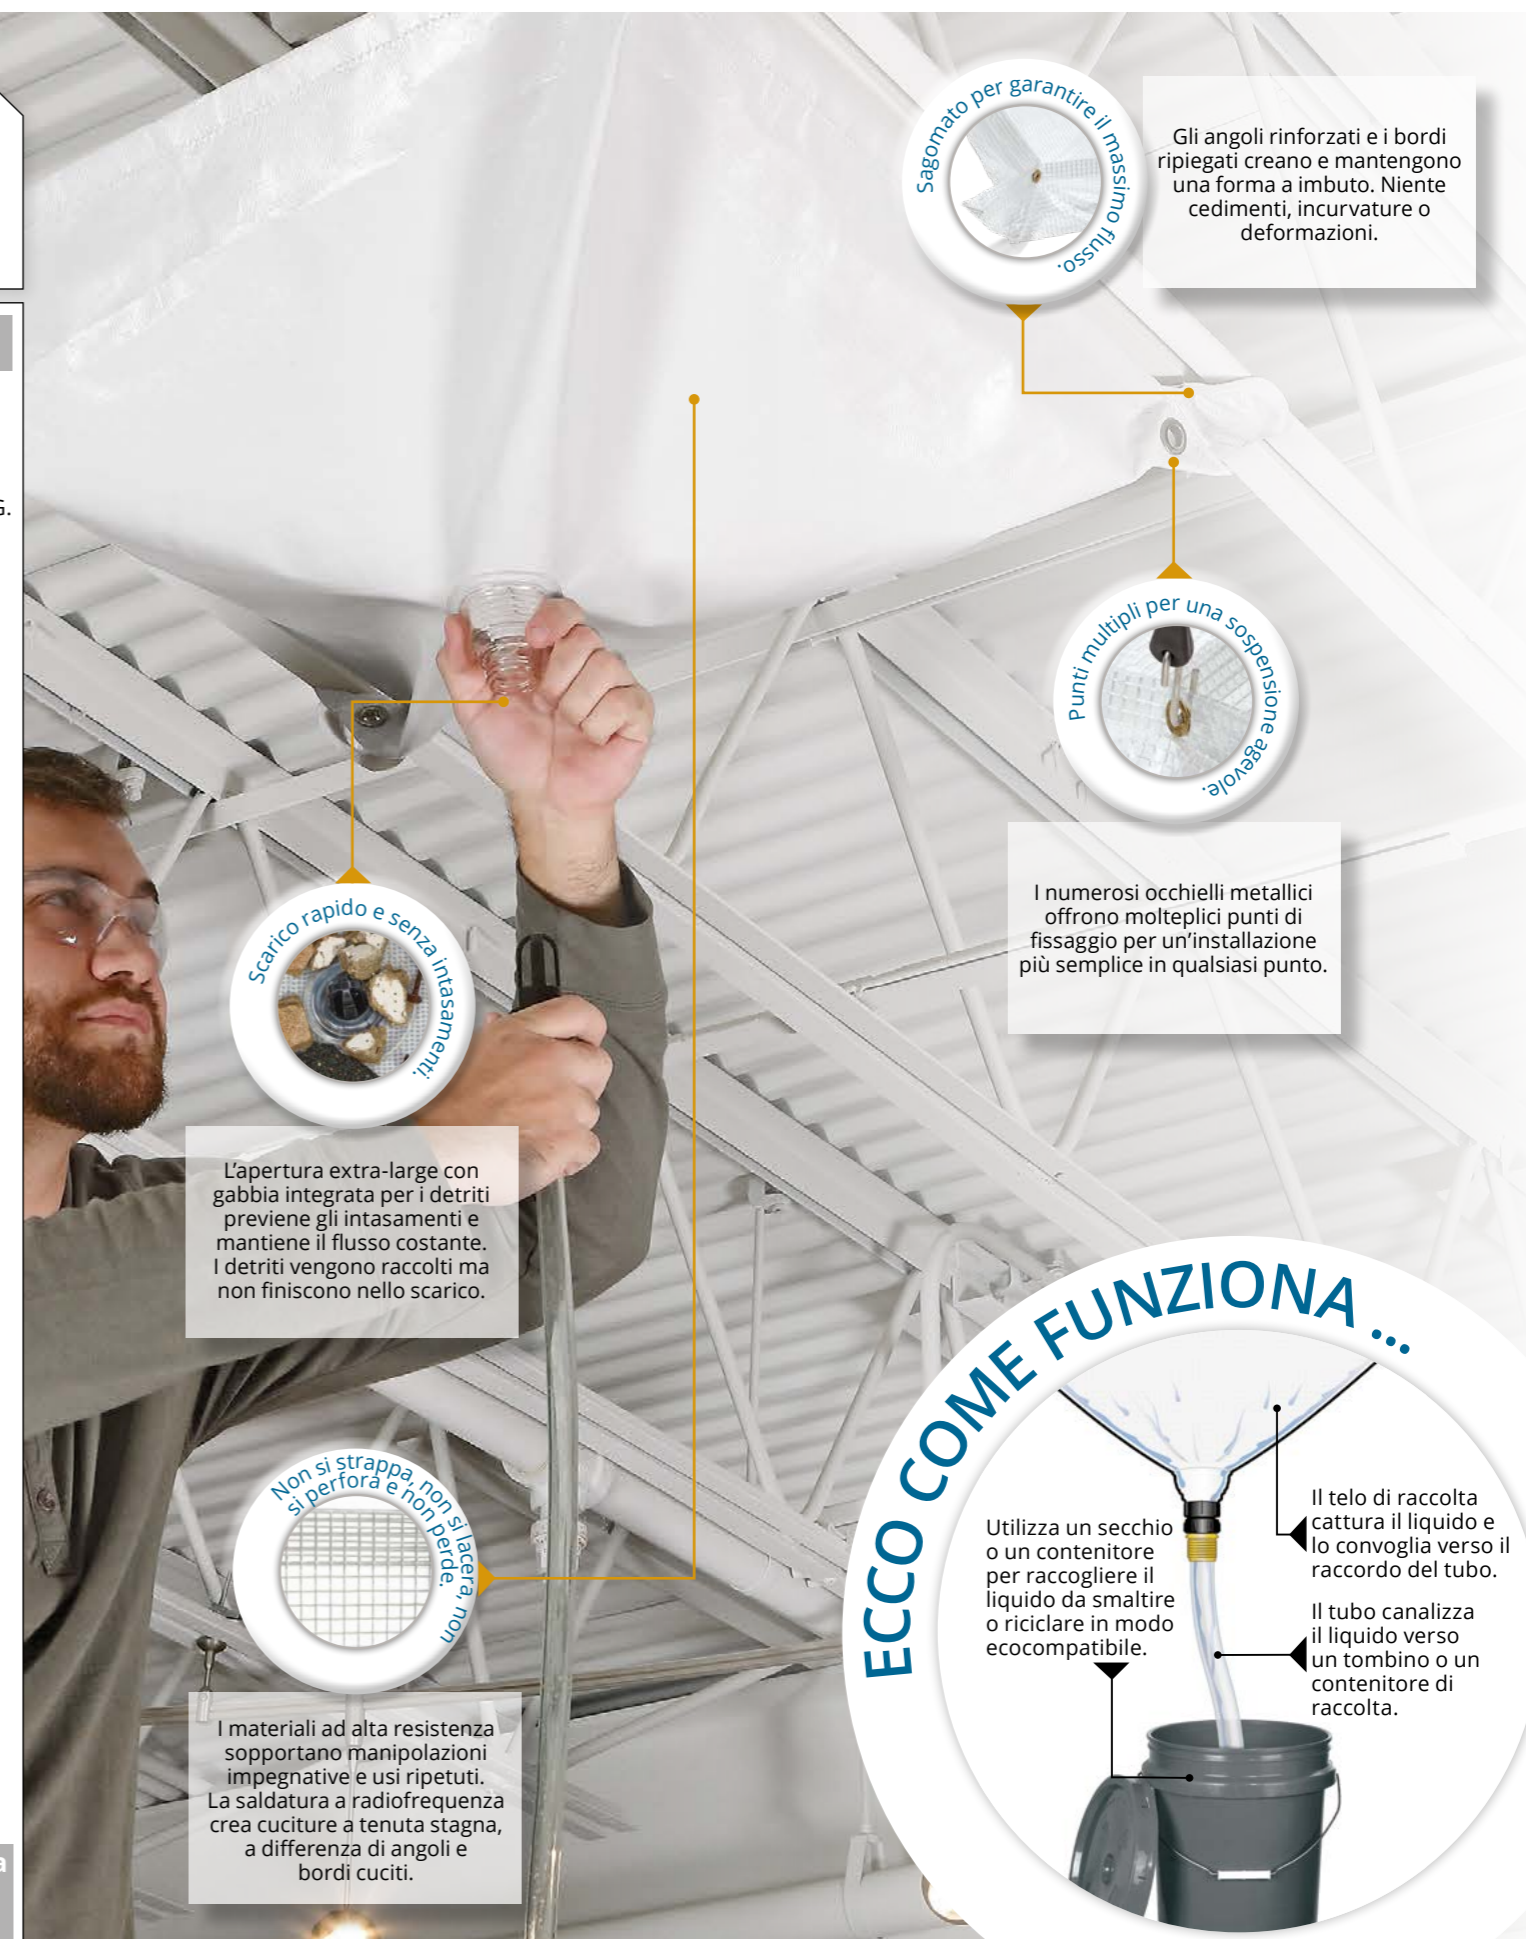 Sagomato per garantire il massimo flusso.
Gli angoli rinforzati e i bordi
ripiegati creano e mantengono
una forma a imbuto. Niente
cedimenti, incurvature o
deformazioni.
G.
Punti multipli per una sospensione agevole.
I numerosi occhielli metallici
offrono molteplici punti di
fissaggio per un'installazione
più semplice in qualsiasi punto.
Scarico rapido e senza intasamenti.
L'apertura extra-large con
gabbia integrata per i detriti
previene gli intasamenti e
mantiene il flusso costante.
I detriti vengono raccolti ma
non finiscono nello scarico.
Non si strappa, non si lacera, non
si perfora e non perde.
I materiali ad alta resistenza
sopportano manipolazioni
impegnative e usi ripetuti.
La saldatura a radiofrequenza
crea cuciture a tenuta stagna,
a differenza di angoli e
bordi cuciti.
a
ECCO COME FUNZIONA ...
Utilizza un secchio
o un contenitore
per raccogliere il
liquido da smaltire
o riciclare in modo
ecocompatibile.
Il telo di raccolta
cattura il liquido e
lo convoglia verso il
raccordo del tubo.
Il tubo canalizza
il liquido verso
un tombino o un
contenitore di
raccolta.